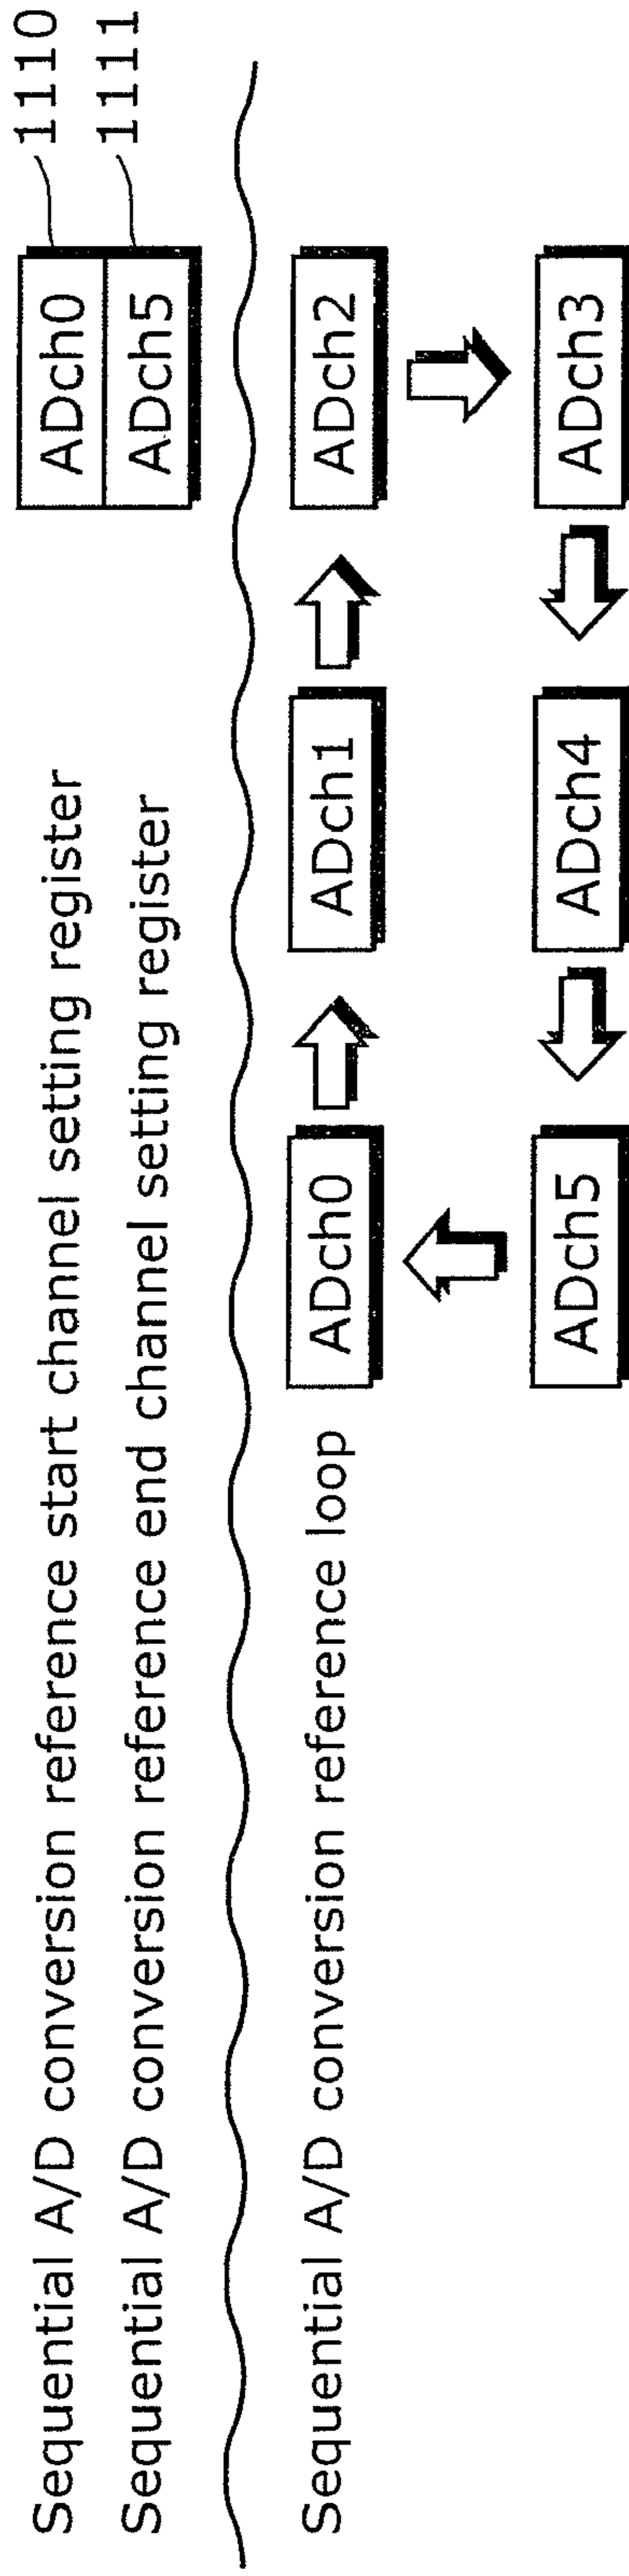 Sequential A/D conversion reference start channel setting register ADch0 1110
Sequential A/D conversion reference end channel setting register ADch5 1111
Sequential A/D conversion reference loop ADch0 ADch1 ADch2
ADch5 ADch4 ADch3